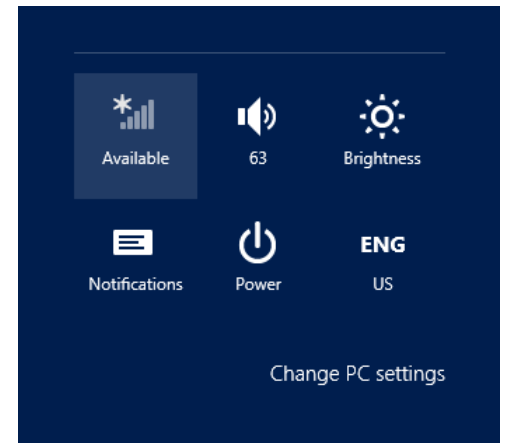 Available
63
Brightness
Notifications
Power
ENG
US
Change PC settings